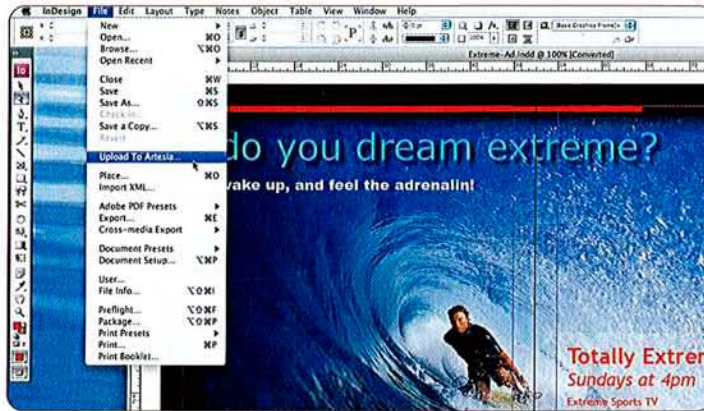 InDesign File Edit Layout Type Notes Object Table View Window Help
New
Open... ⌘O
Browse... ⌥⌘O
Open Recent
Close ⌘W
Save ⌘S
Save As... ⇧⌘S
Check In...
Save a Copy... ⌥⌘S
Revert
Upload To Artesia...
Place... ⌘D
Import XML...
Adobe PDF Presets
Export... ⌘E
Cross-media Export
Document Presets
Document Setup... ⌥⌘P
User...
File Info... ⌥⇧⌘I
Preflight... ⌥⇧⌘F
Package... ⌥⇧⌘P
Print Presets
Print... ⌘P
Print Booklet...
Extreme-Ad.indd @ 100% [Converted]
do you dream extreme?
wake up, and feel the adrenalin!
Totally Extrem
Sundays at 4pm
Extreme Sports TV